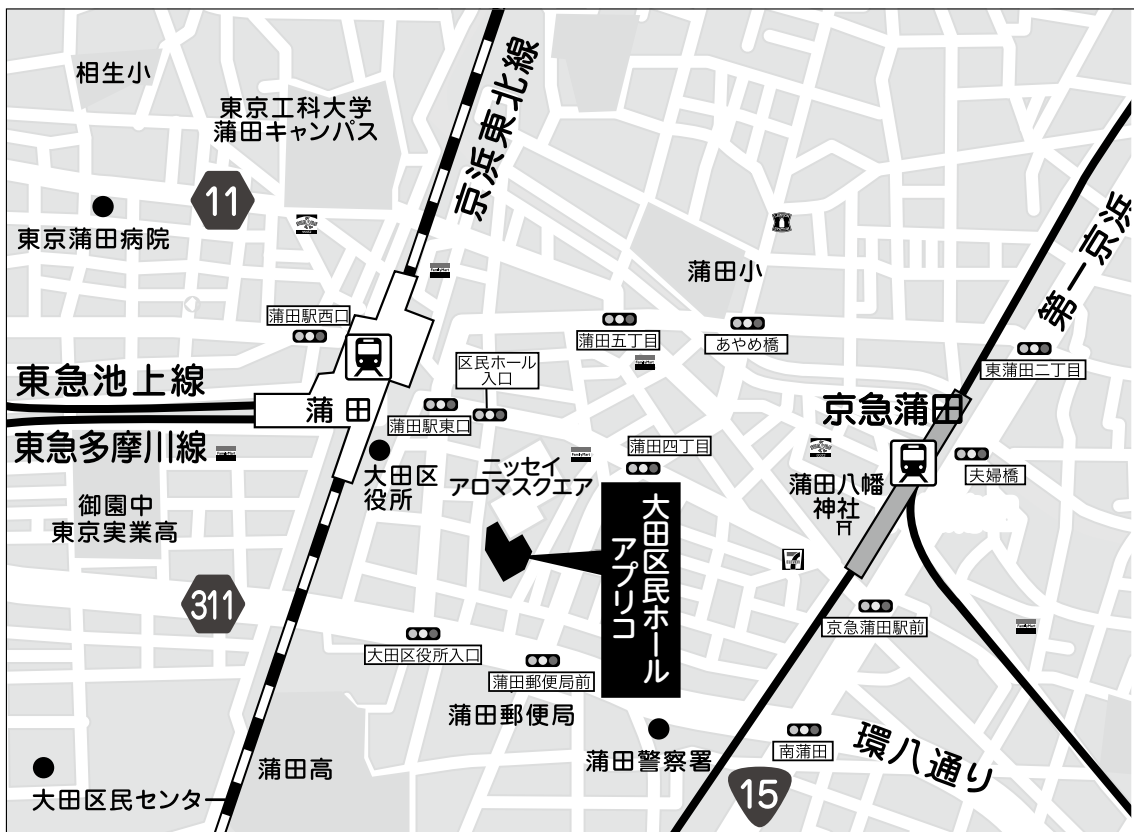 相生小
東京工科大学
蒲田キャンパス
京浜東北線
11
東京蒲田病院
第一京浜
蒲田小
蒲田駅西口
蒲田五丁目
あやめ橋
東蒲田二丁目
区民ホール
入口
東急池上線
蒲田
蒲田駅東口
京急蒲田
東急多摩川線
蒲田四丁目
大田区
役所
ニッセイ
アロマスクエア
夫婦橋
蒲田八幡
神社
御園中
東京実業高
大田区民ホール
アプリコ
311
京急蒲田駅前
大田区役所入口
蒲田郵便局前
蒲田郵便局
南蒲田
環八通り
蒲田警察署
蒲田高
15
大田区民センター